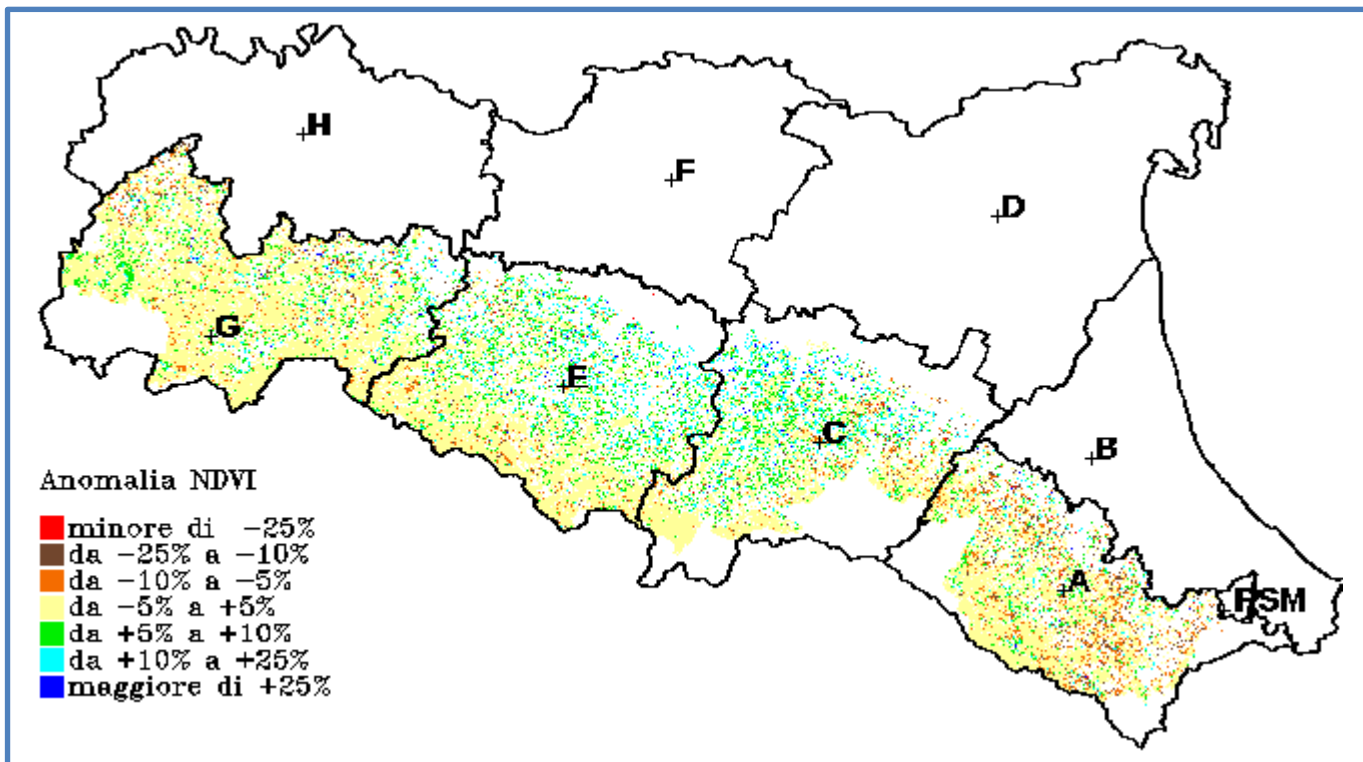 H
F
D
G
E
C
B
A
RSM
Anomalia NDVI
minore di -25%
da -25% a -10%
da -10% a -5%
da -5% a +5%
da +5% a +10%
da +10% a +25%
maggiore di +25%